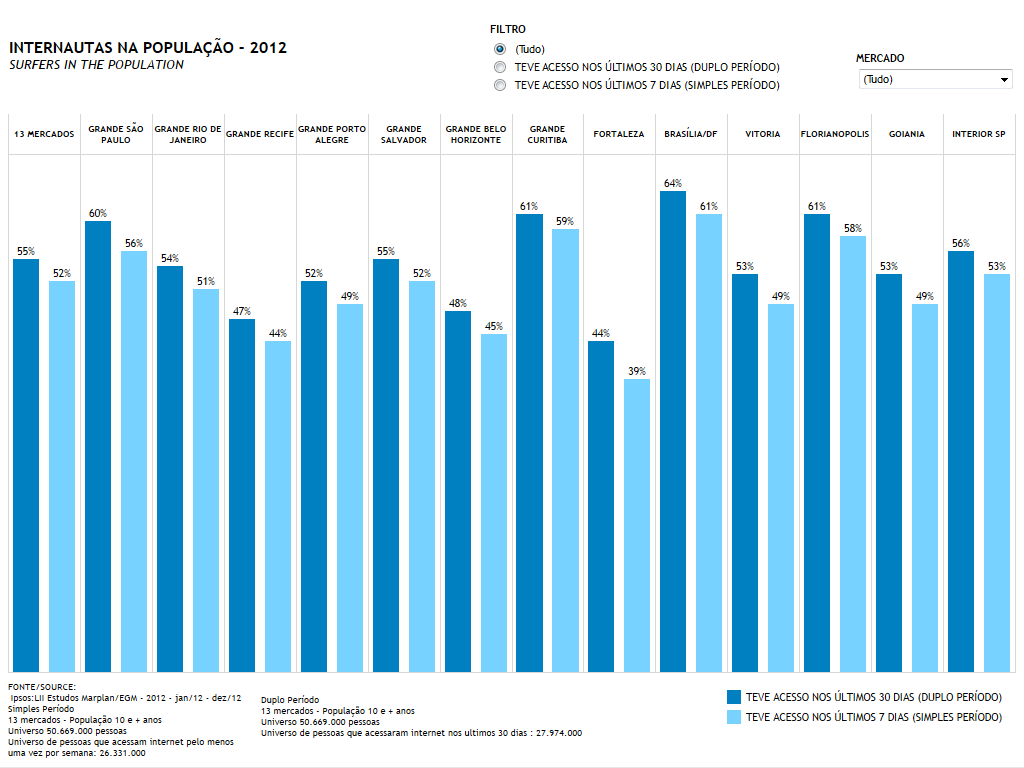 INTERNAUTAS NA POPULAÇÃO - 2012
SURFERS IN THE POPULATION
FILTRO
(Tudo)
TEVE ACESSO NOS ÚLTIMOS 30 DIAS (DUPLO PERÍODO)
TEVE ACESSO NOS ÚLTIMOS 7 DIAS (SIMPLES PERÍODO)
MERCADO
(Tudo)
13 MERCADOS
GRANDE SÃO
PAULO
GRANDE RIO DE
JANEIRO
GRANDE RECIFE
GRANDE PORTO
ALEGRE
GRANDE
SALVADOR
GRANDE BELO
HORIZONTE
GRANDE
CURITIBA
FORTALEZA
BRASÍLIA/DF
VITORIA
FLORIANOPOLIS
GOIANIA
INTERIOR SP
55%
52%
60%
56%
54%
51%
47%
44%
52%
49%
55%
52%
48%
45%
61%
59%
44%
39%
64%
61%
53%
49%
61%
58%
53%
49%
56%
53%
FONTE/SOURCE:
Ipsos:LII Estudos Marplan/EGM - 2012 - jan/12 - dez/12
Simples Período
13 mercados - População 10 e + anos
Universo 50.669.000 pessoas
Universo de pessoas que acessam internet pelo menos
uma vez por semana: 26.331.000
Duplo Período
13 mercados - População 10 e + anos
Universo 50.669.000 pessoas
Universo de pessoas que acessaram internet nos ultimos 30 dias : 27.974.000
TEVE ACESSO NOS ÚLTIMOS 30 DIAS (DUPLO PERÍODO)
TEVE ACESSO NOS ÚLTIMOS 7 DIAS (SIMPLES PERÍODO)